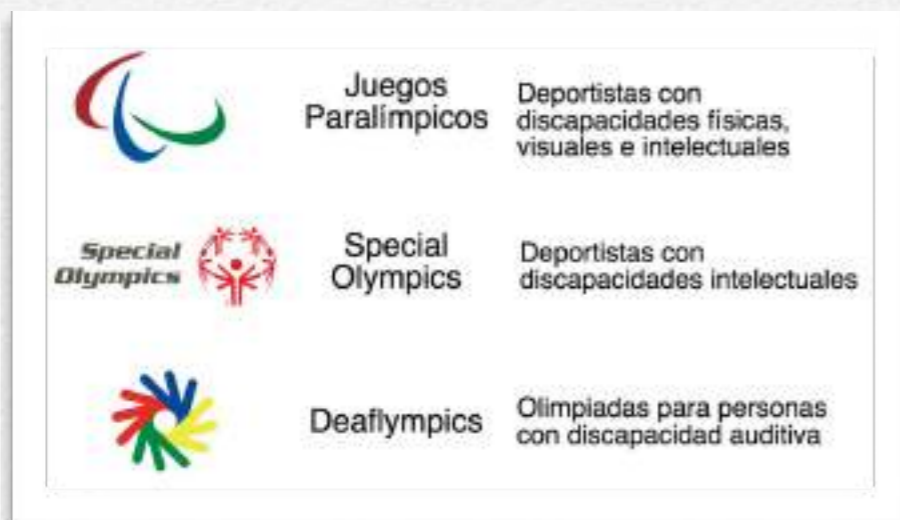 Juegos
Paralímpicos
Deportistas con
discapacidades físicas,
visuales e intelectuales
Special
Olympics
Special
Olympics
Deportistas con
discapacidades intelectuales
Deaflympics
Olimpiadas para personas
con discapacidad auditiva